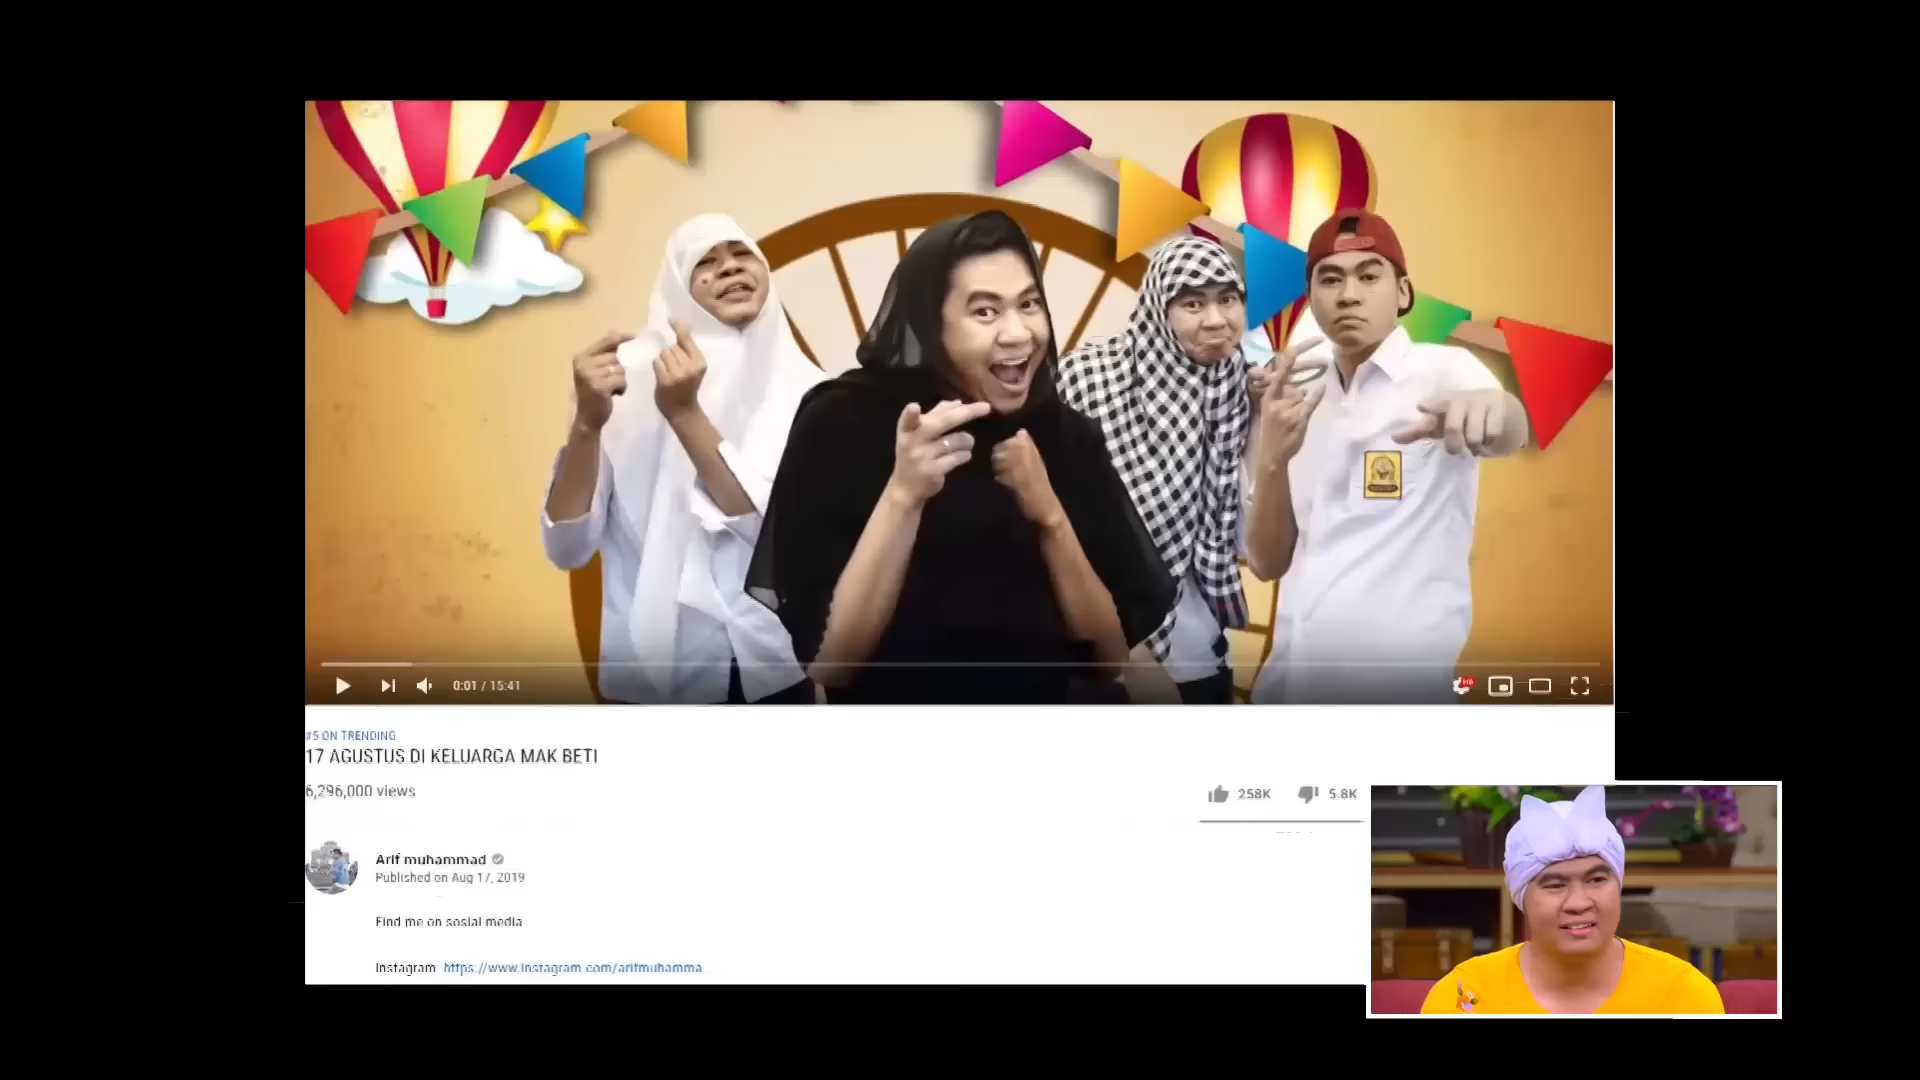 0:01 / 15:41
#5 ON TRENDING
17 AGUSTUS DI KELUARGA MAK BETI
6,296,000 views
258K 5.8K
Arif muhammad
Published on Aug 17, 2019
Find me on sosial media
Instagram https://www.instagram.com/arifmuhamma